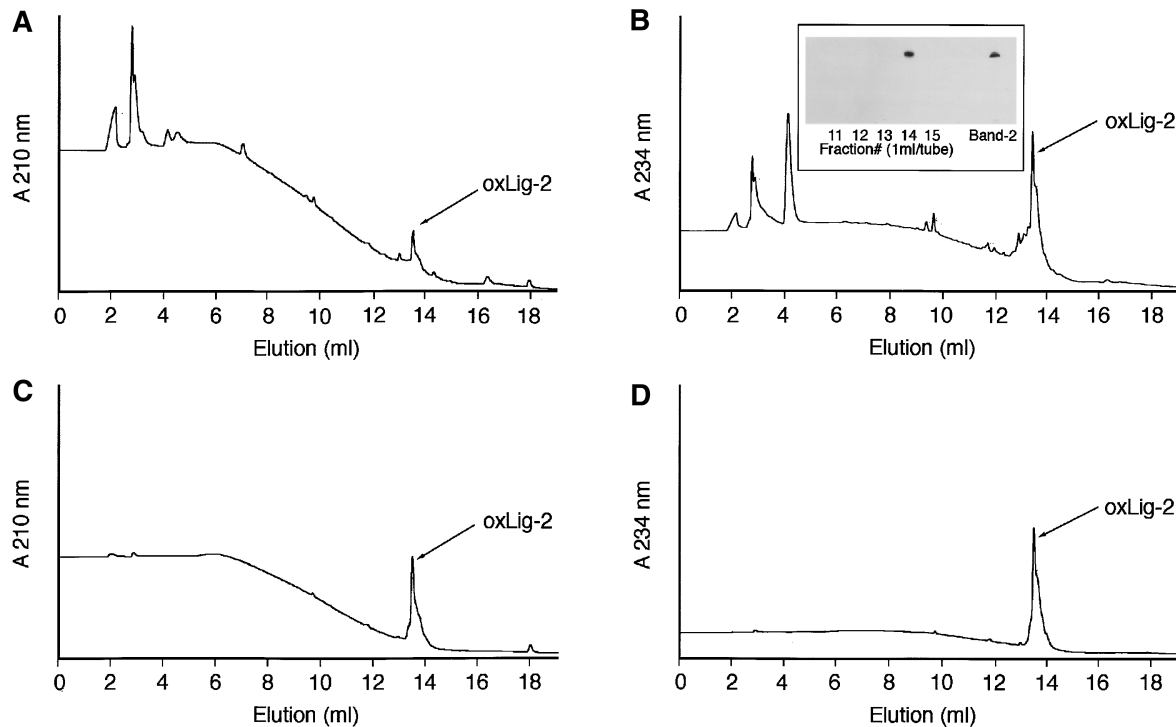 A
A 210 nm
oxLig-2
0 2 4 6 8 10 12 14 16 18
Elution (ml)
B
A 234 nm
11 12 13 14 15 Band-2
Fraction# (1ml/tube)
oxLig-2
0 2 4 6 8 10 12 14 16 18
Elution (ml)
C
A 210 nm
oxLig-2
0 2 4 6 8 10 12 14 16 18
Elution (ml)
D
A 234 nm
oxLig-2
0 2 4 6 8 10 12 14 16 18
Elution (ml)